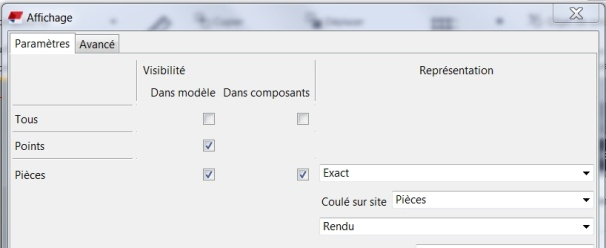 Affichage
Paramètres Avancé
Visibilité Représentation
Dans modèle Dans composants
Tous
Points
Pièces Exact
Coulé sur site Pièces
Rendu